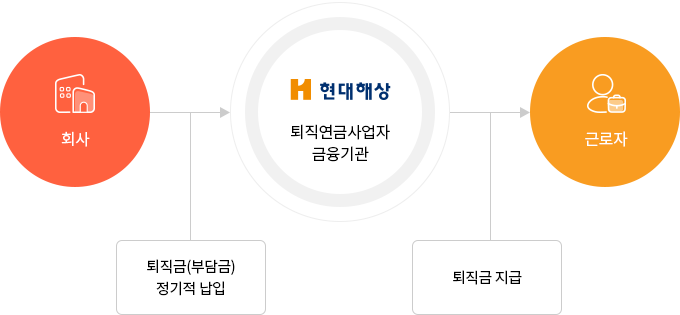 회사
현대해상
퇴직연금사업자
금융기관
근로자
퇴직금(부담금)
정기적 납입
퇴직금 지급